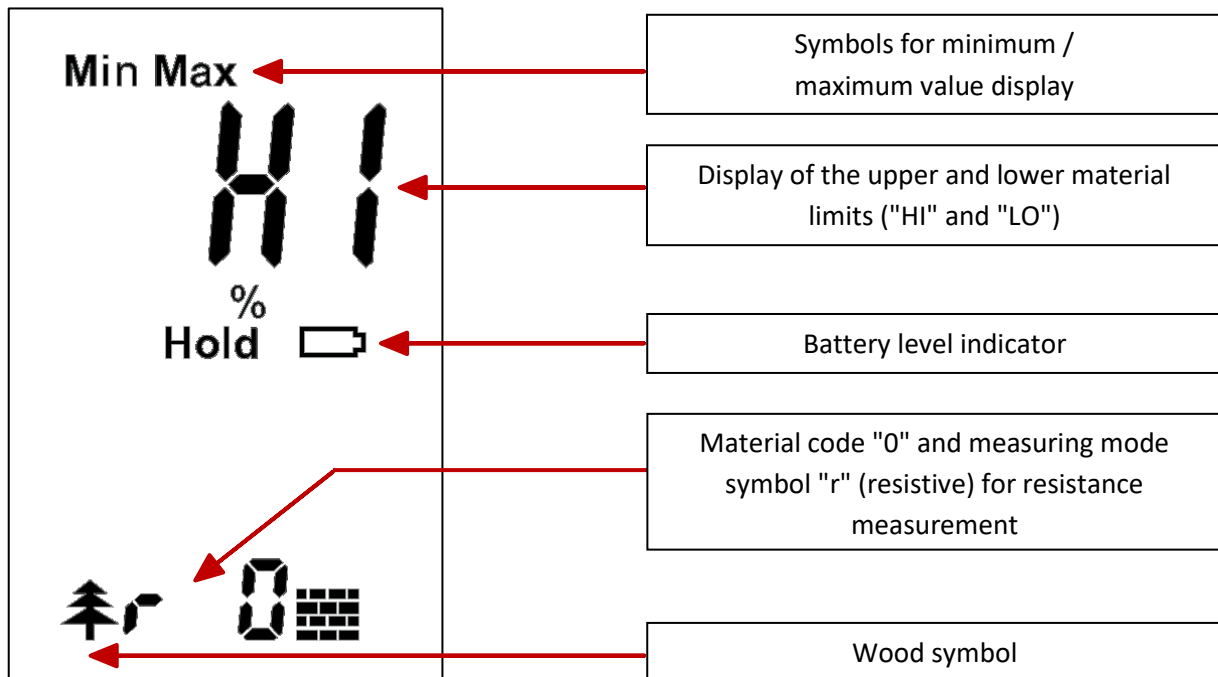 Min Max
HI
%
Hold
r 0
Symbols for minimum /
maximum value display
Display of the upper and lower material
limits ("HI" and "LO")
Battery level indicator
Material code "0" and measuring mode
symbol "r" (resistive) for resistance
measurement
Wood symbol